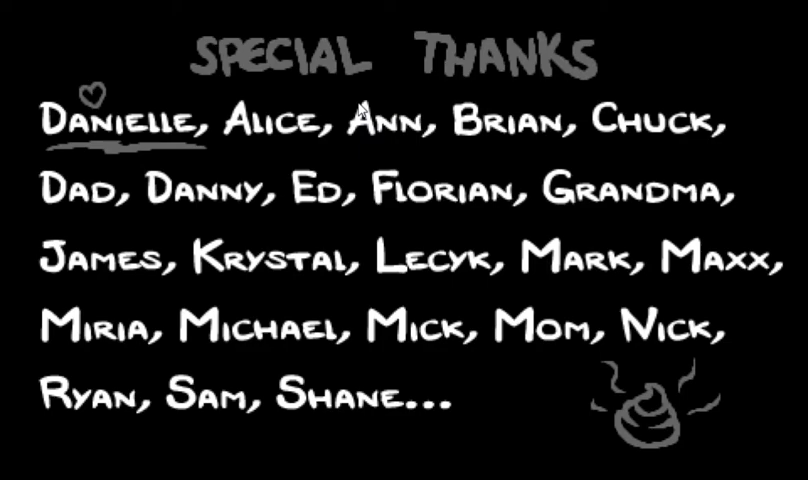 SPECIAL THANKS
DANIELLE, ALICE, ANN, BRIAN, CHUCK,
DAD, DANNY, ED, FLORIAN, GRANDMA,
JAMES, KRYSTAL, LECYK, MARK, MAXX,
MIRIA, MICHAEL, MICK, MOM, NICK,
RYAN, SAM, SHANE...